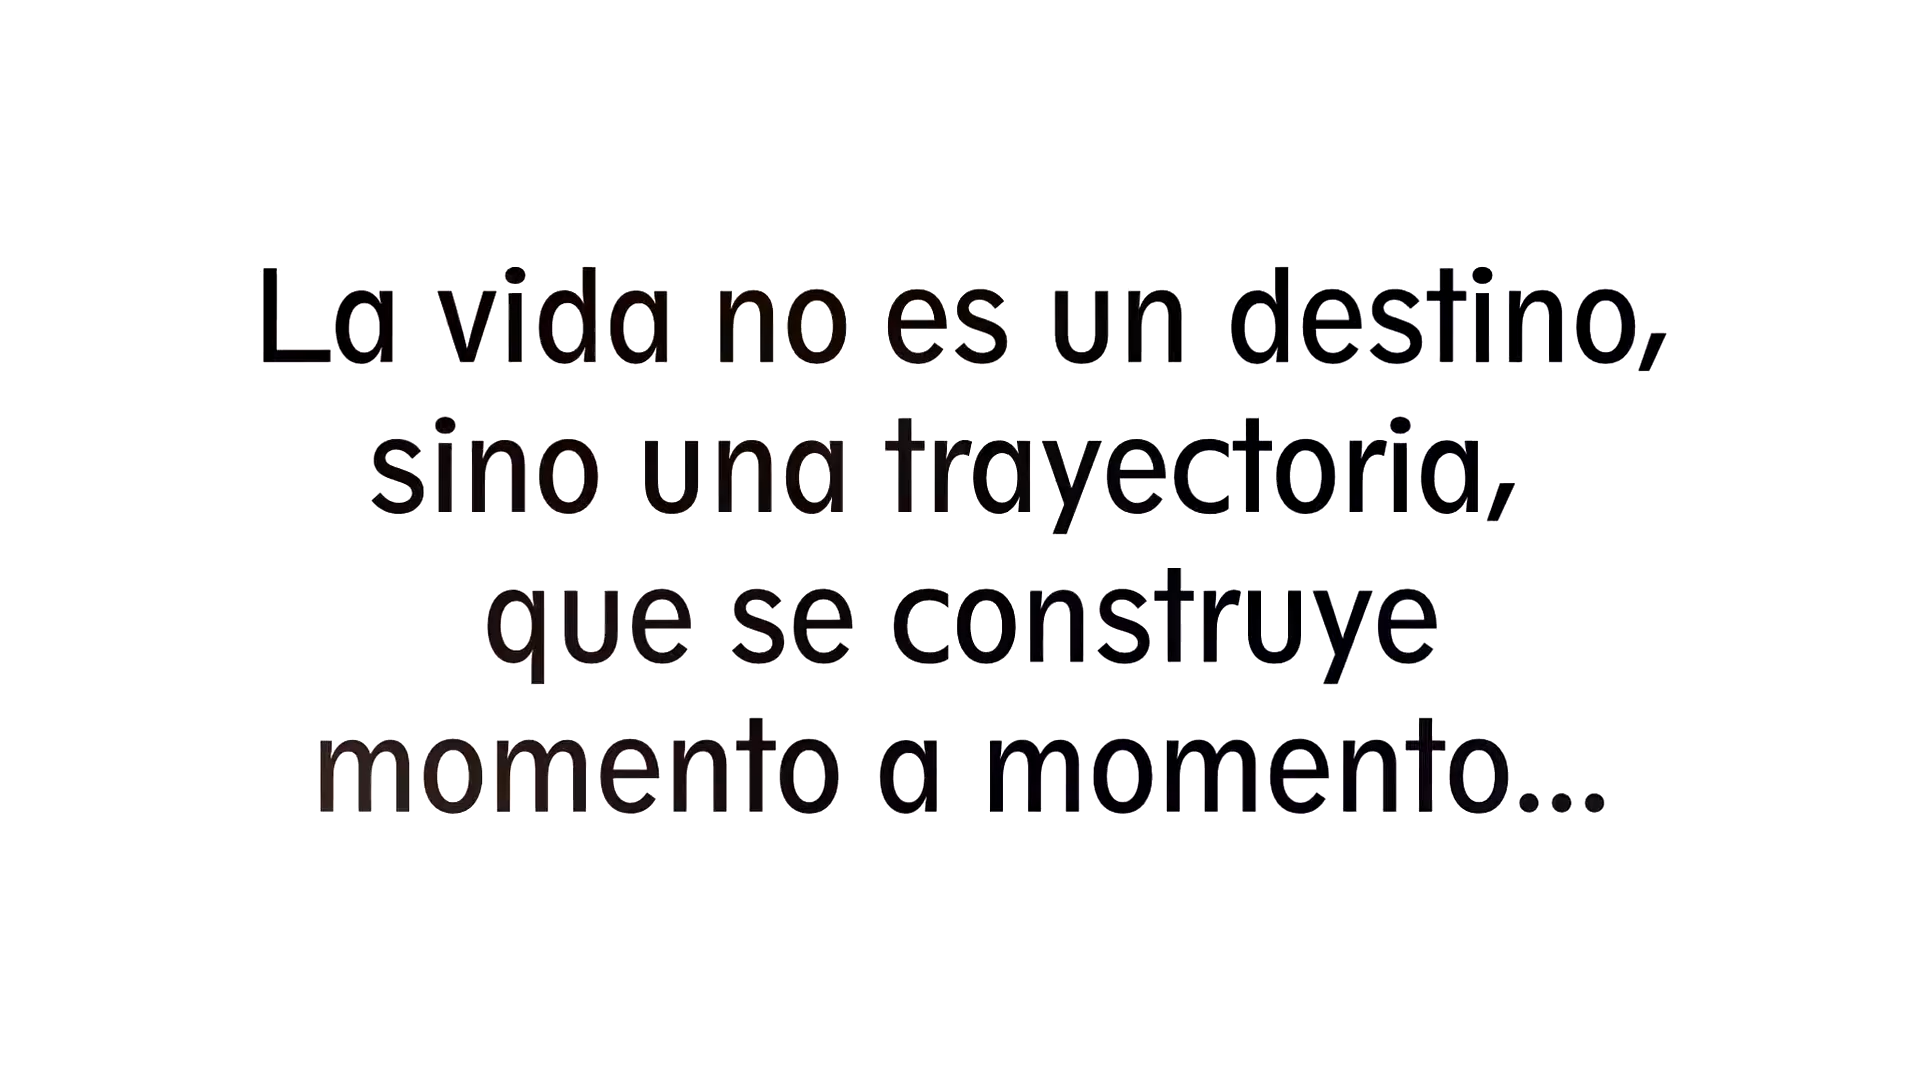 La vida no es un destino,
sino una trayectoria,
que se construye
momento a momento...